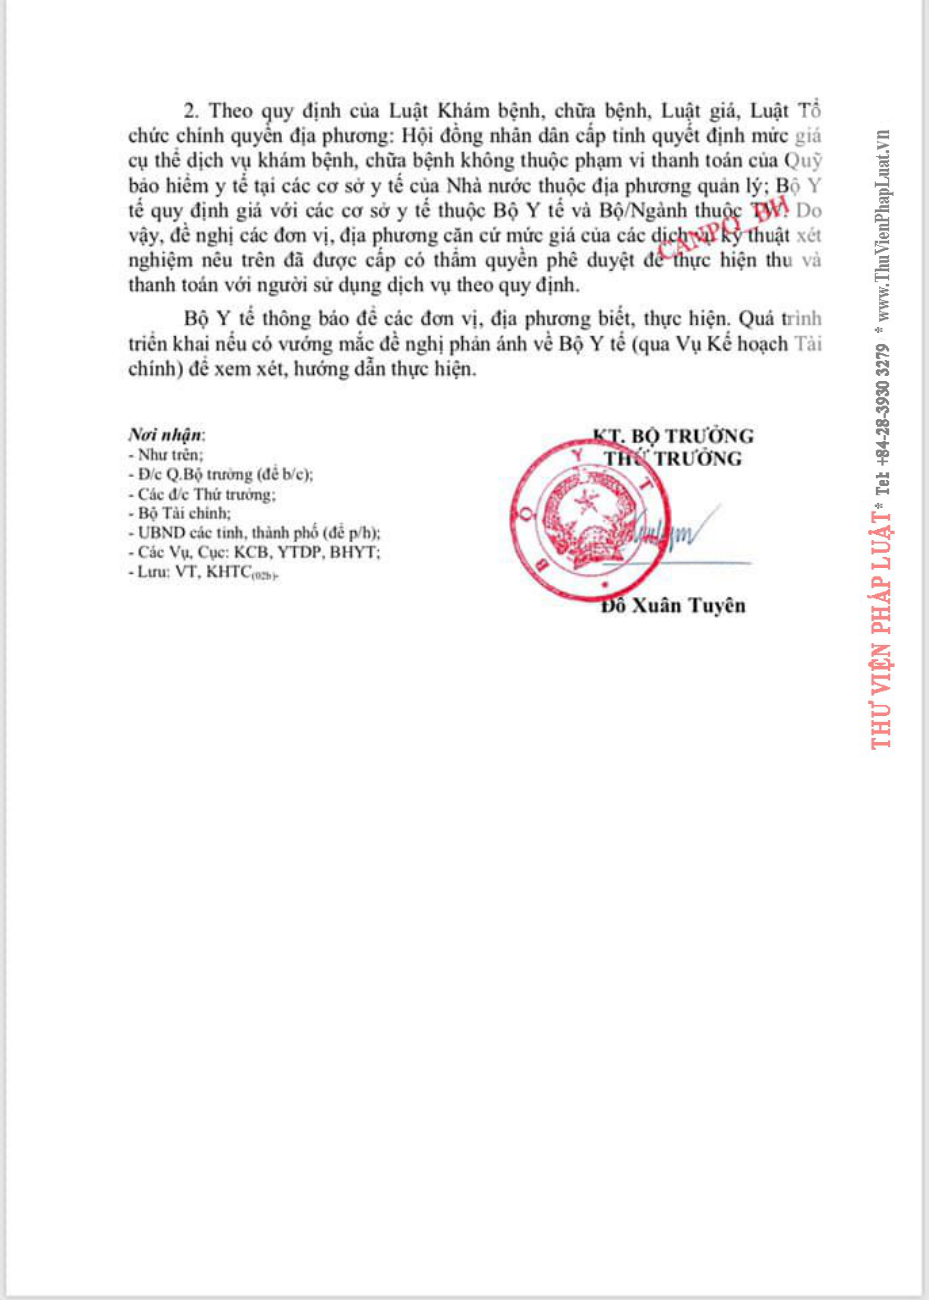 2. Theo quy định của Luật Khám bệnh, chữa bệnh, Luật giá, Luật Tổ
chức chính quyền địa phương: Hội đồng nhân dân cấp tỉnh quyết định mức giá
cụ thể dịch vụ khám bệnh, chữa bệnh không thuộc phạm vi thanh toán của Quỹ
bảo hiểm y tế tại các cơ sở y tế của Nhà nước thuộc địa phương quản lý; Bộ Y
tế quy định giá với các cơ sở y tế thuộc Bộ Y tế và Bộ/Ngành thuộc TW. Do
vậy, đề nghị các đơn vị, địa phương căn cứ mức giá của các dịch vụ kỹ thuật xét
nghiệm nêu trên đã được cấp có thẩm quyền phê duyệt để thực hiện thu và
thanh toán với người sử dụng dịch vụ theo quy định.
CANPO_BH
Bộ Y tế thông báo để các đơn vị, địa phương biết, thực hiện. Quá trình
triển khai nếu có vướng mắc đề nghị phản ánh về Bộ Y tế (qua Vụ Kế hoạch Tài
chính) để xem xét, hướng dẫn thực hiện.
Nơi nhận:
- Như trên;
- Đ/c Q.Bộ trưởng (để b/c);
- Các đ/c Thứ trưởng;
- Bộ Tài chính;
- UBND các tỉnh, thành phố (để p/h);
- Các Vụ, Cục: KCB, YTDP, BHYT;
- Lưu: VT, KHTC(02b).
KT. BỘ TRƯỞNG
THỨ TRƯỞNG
BỘ Y T
Đỗ Xuân Tuyên
THƯ VIỆN PHÁP LUẬT * Tel: +84-28-3930 3279 * www.ThuVienPhapLuat.vn